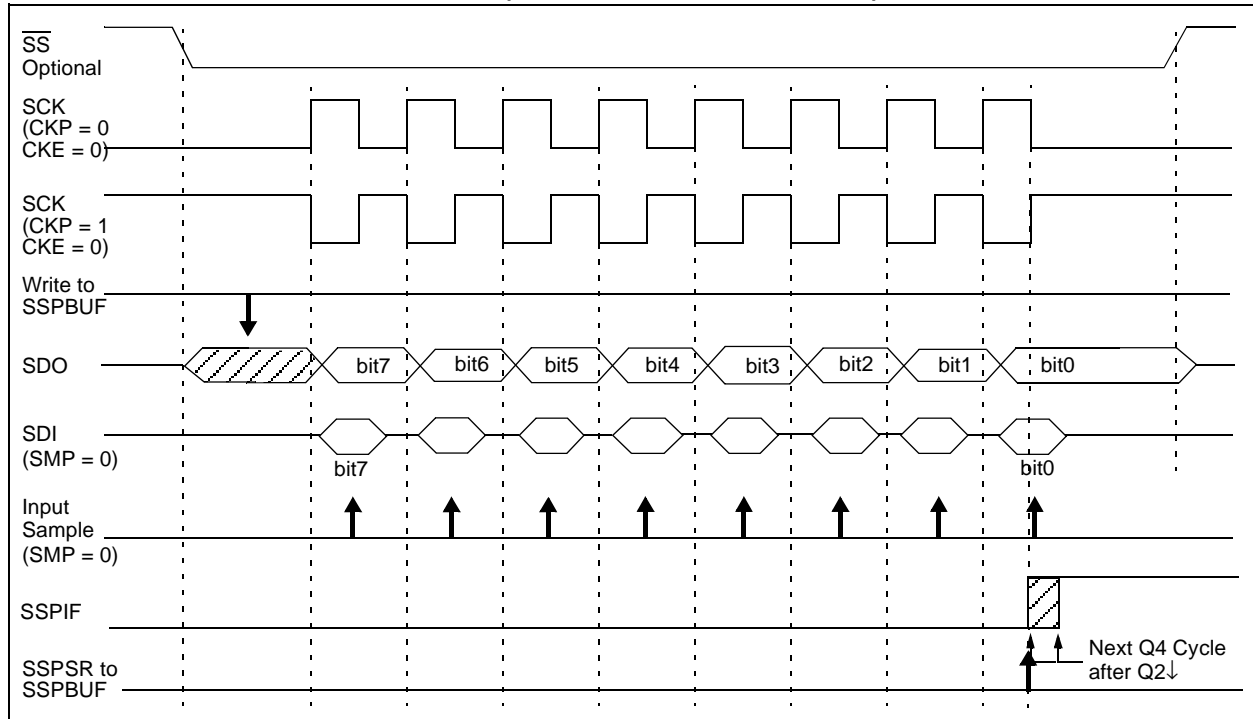 SS
Optional
SCK
(CKP = 0
CKE = 0)
SCK
(CKP = 1
CKE = 0)
Write to
SSPBUF
SDO
bit7 bit6 bit5 bit4 bit3 bit2 bit1 bit0
SDI
(SMP = 0)
bit7 bit0
Input
Sample
(SMP = 0)
SSPIF
Next Q4 Cycle
after Q2↓
SSPSR to
SSPBUF